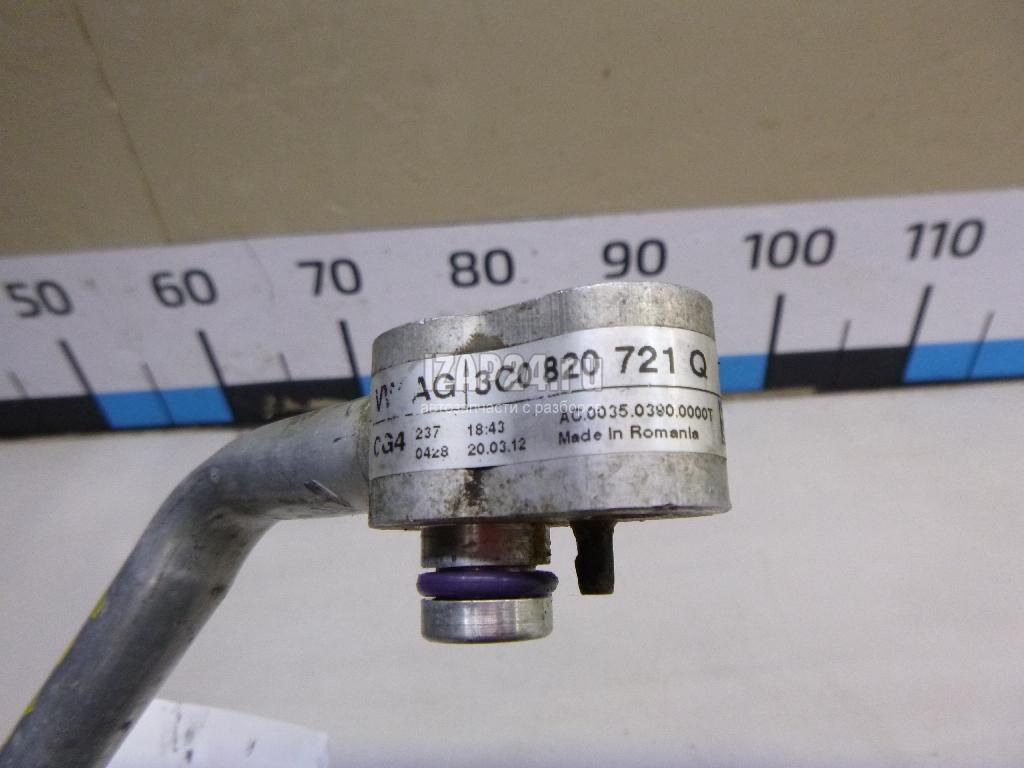 50 60 70 80 90 100 110
VW AG 3C0 820 721 Q
IZAP24.ru
автозапчасти с разбора
CG4 237 18:43 AC.0035.0390.0000T
0428 20.03.12 Made in Romania